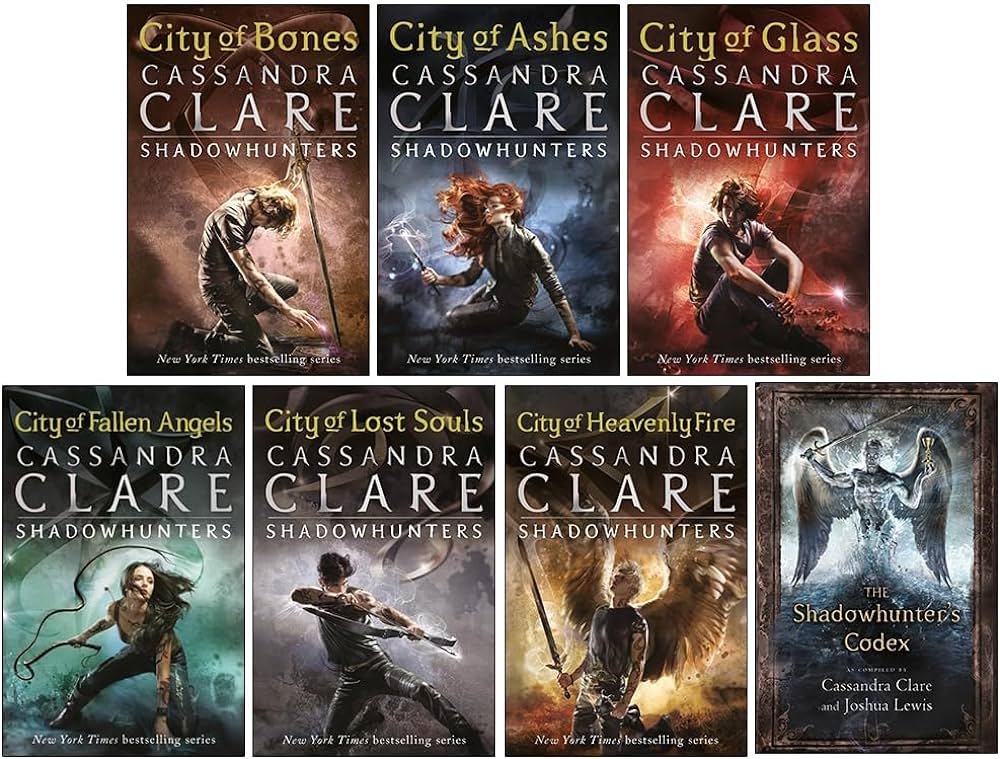 City of Bones
CASSANDRA
CLARE
SHADOWHUNTERS
New York Times bestselling series
City of Ashes
CASSANDRA
CLARE
SHADOWHUNTERS
New York Times bestselling series
City of Glass
CASSANDRA
CLARE
SHADOWHUNTERS
New York Times bestselling series
City of Fallen Angels
CASSANDRA
CLARE
SHADOWHUNTERS
New York Times bestselling series
City of Lost Souls
CASSANDRA
CLARE
SHADOWHUNTERS
New York Times bestselling series
City of Heavenly Fire
CASSANDRA
CLARE
SHADOWHUNTERS
New York Times bestselling series
THE
Shadowhunter's
Codex
AS COMPILED BY
Cassandra Clare
and Joshua Lewis